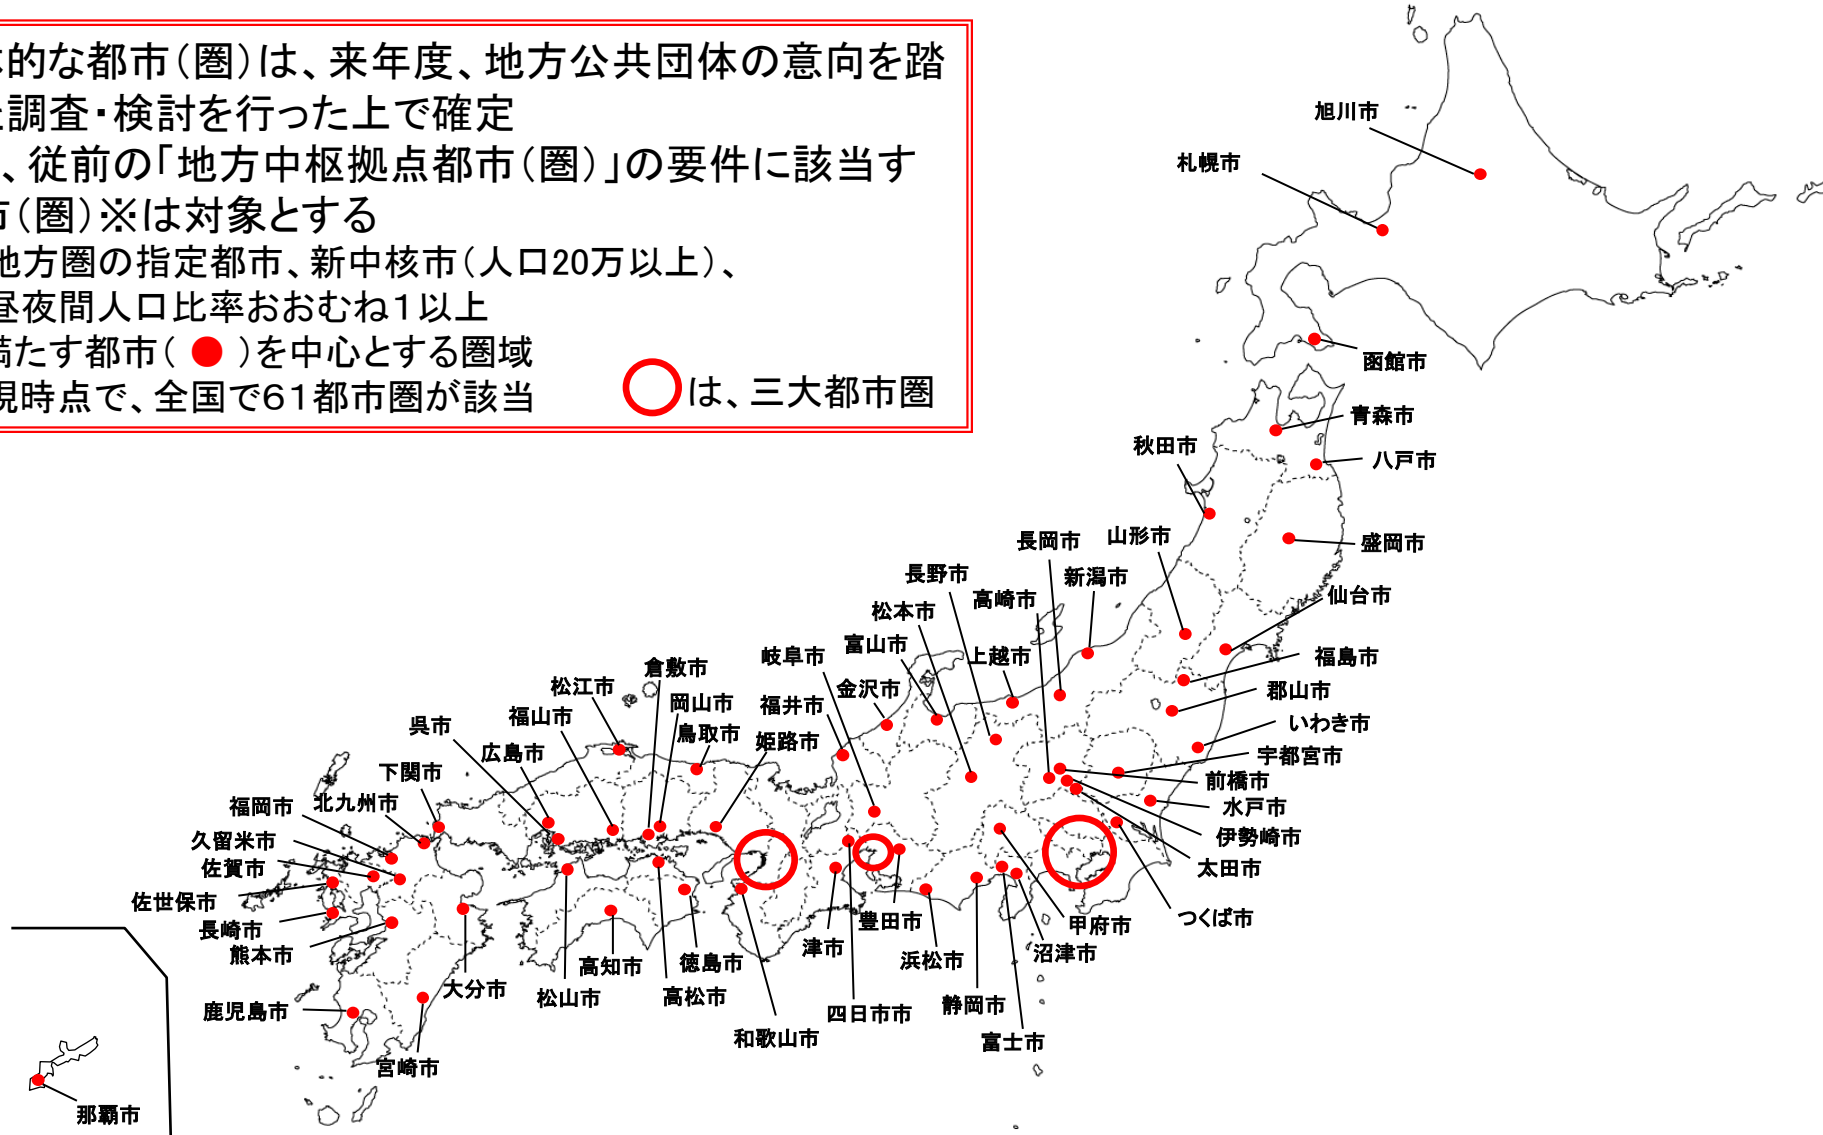 的な都市(圏)は、来年度、地方公共団体の意向を踏
調査・検討を行った上で確定
、従前の「地方中枢拠点都市(圏)」の要件に該当す
市(圏)※は対象とする
地方圏の指定都市、新中核市(人口20万以上)、
昼夜間人口比率おおむね1以上
満たす都市( ● )を中心とする圏域
現時点で、全国で61都市圏が該当
は、三大都市圏
旭川市
札幌市
函館市
青森市
秋田市
八戸市
山形市
長岡市
盛岡市
長野市
新潟市
高崎市
仙台市
松本市
富山市
岐阜市
上越市
福島市
倉敷市
松江市
金沢市
郡山市
岡山市
福井市
福山市
いわき市
呉市
鳥取市
姫路市
広島市
宇都宮市
下関市
前橋市
福岡市
北九州市
水戸市
久留米市
伊勢崎市
佐賀市
太田市
佐世保市
つくば市
豊田市
甲府市
長崎市
津市
熊本市
沼津市
浜松市
徳島市
高知市
大分市
松山市
高松市
静岡市
鹿児島市
四日市市
和歌山市
富士市
宮崎市
那覇市